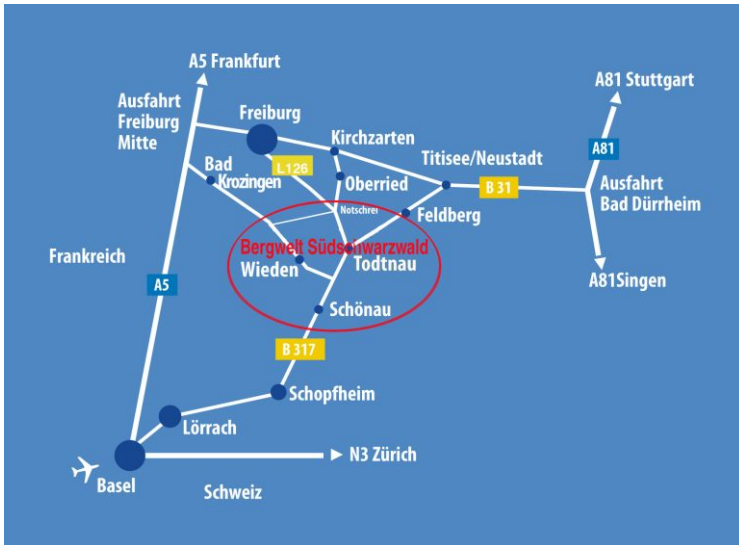 A5 Frankfurt
A81 Stuttgart
Ausfahrt
Freiburg
Mitte
Freiburg
Kirchzarten
A81
Titisee/Neustadt
Bad
Krozingen
L126
Oberried
B 31
Ausfahrt
Bad Dürrheim
Notschrei
Feldberg
Bergwelt Südschwarzwald
Frankreich
Wieden
Todtnau
A81Singen
A5
Schönau
B 317
Schopfheim
Lörrach
N3 Zürich
Basel
Schweiz